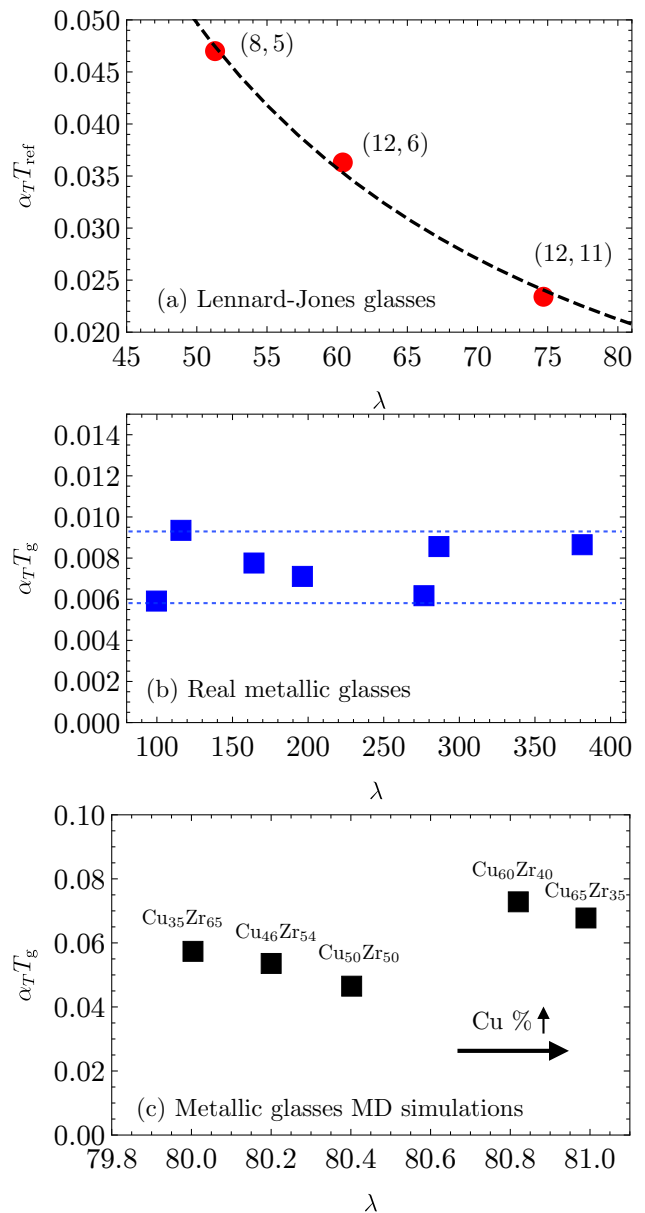 0.050
(8, 5)
0.045
0.040
(12, 6)
α_T T_ref
0.035
0.030
(12, 11)
0.025
(a) Lennard-Jones glasses
0.020
45 50 55 60 65 70 75 80
λ
0.014
0.012
0.010
α_T T_g
0.008
0.006
0.004
0.002
(b) Real metallic glasses
0.000
100 150 200 250 300 350 400
λ
0.10
0.08
Cu₆₀Zr₄₀
Cu₆₅Zr₃₅
Cu₃₅Zr₆₅
Cu₄₆Zr₅₄
Cu₅₀Zr₅₀
0.06
α_T T_g
0.04
Cu %↑
0.02
(c) Metallic glasses MD simulations
0.00
79.8 80.0 80.2 80.4 80.6 80.8 81.0
λ